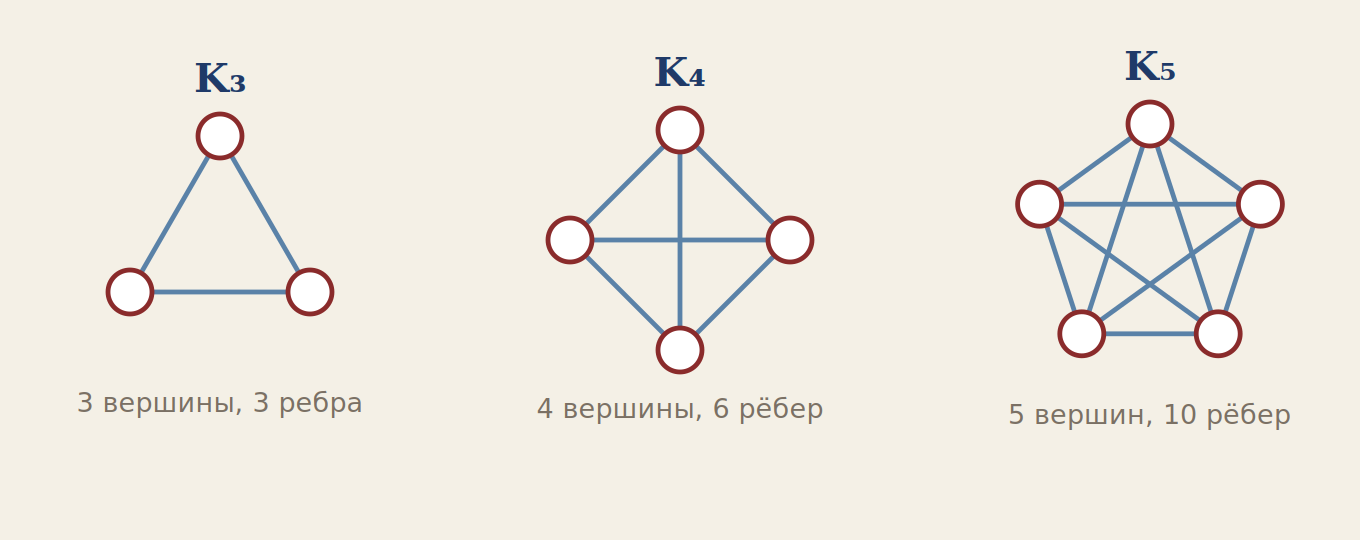 K₃
3 вершины, 3 ребра
K₄
4 вершины, 6 рёбер
K₅
5 вершин, 10 рёбер